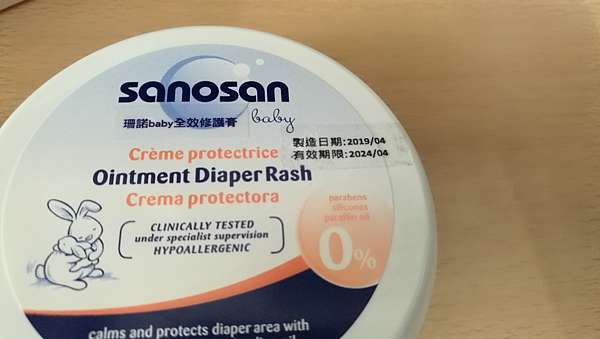 sanosan
珊諾baby全效修護膏
baby
製造日期:2019/04
有效期限:2024/04
Crème protectrice
Ointment Diaper Rash
Crema protectora
CLINICALLY TESTED
under specialist supervision
HYPOALLERGENIC
parabens
silicones
paraffin oil
0%
calms and protects diaper area with